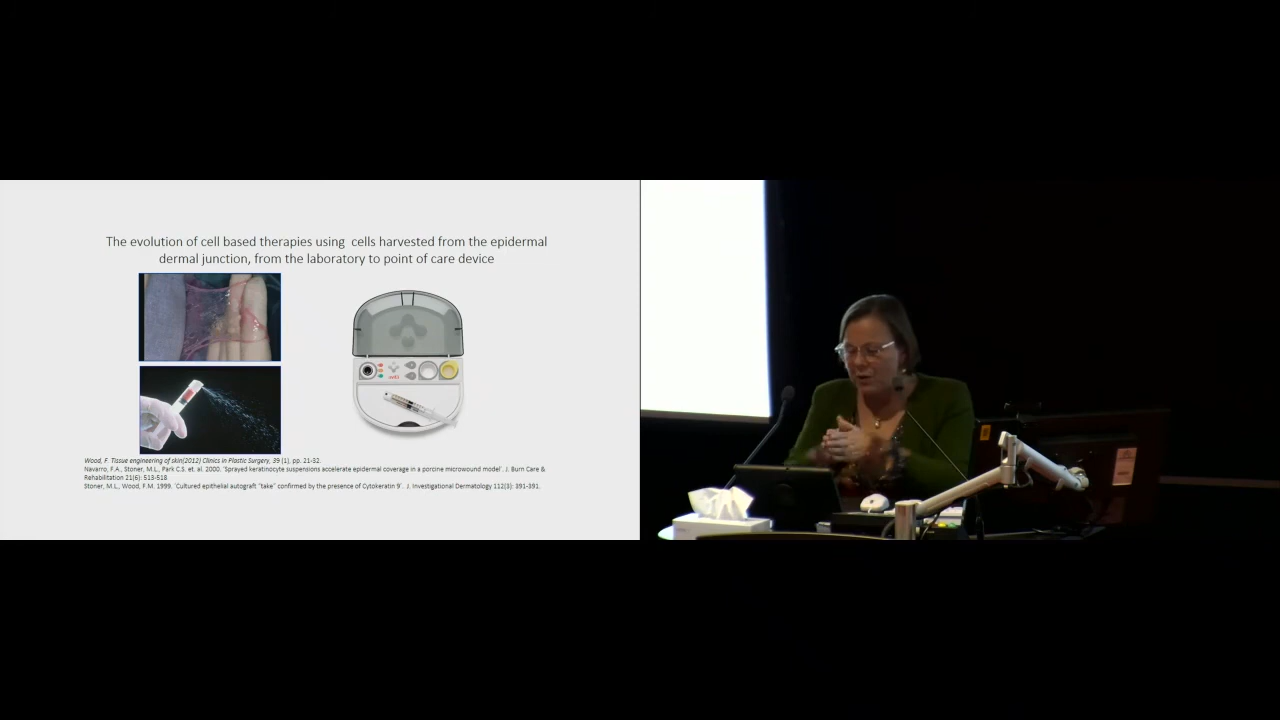 The evolution of cell based therapies using cells harvested from the epidermal
dermal junction, from the laboratory to point of care device
Wood, F. Tissue engineering of skin(2012) Clinics in Plastic Surgery, 39 (1), pp. 21-32.
Navarro, F.A., Stoner, M.L., Park C.S. et. al. 2000. 'Sprayed keratinocyte suspensions accelerate epidermal coverage in a porcine microwound model'. J. Burn Care &
Rehabilitation 21(6): 513-518
Stoner, M.L., Wood, F.M. 1999. 'Cultured epithelial autograft "take" confirmed by the presence of Cytokeratin 9'. J. Investigational Dermatology 112(3): 391-391.